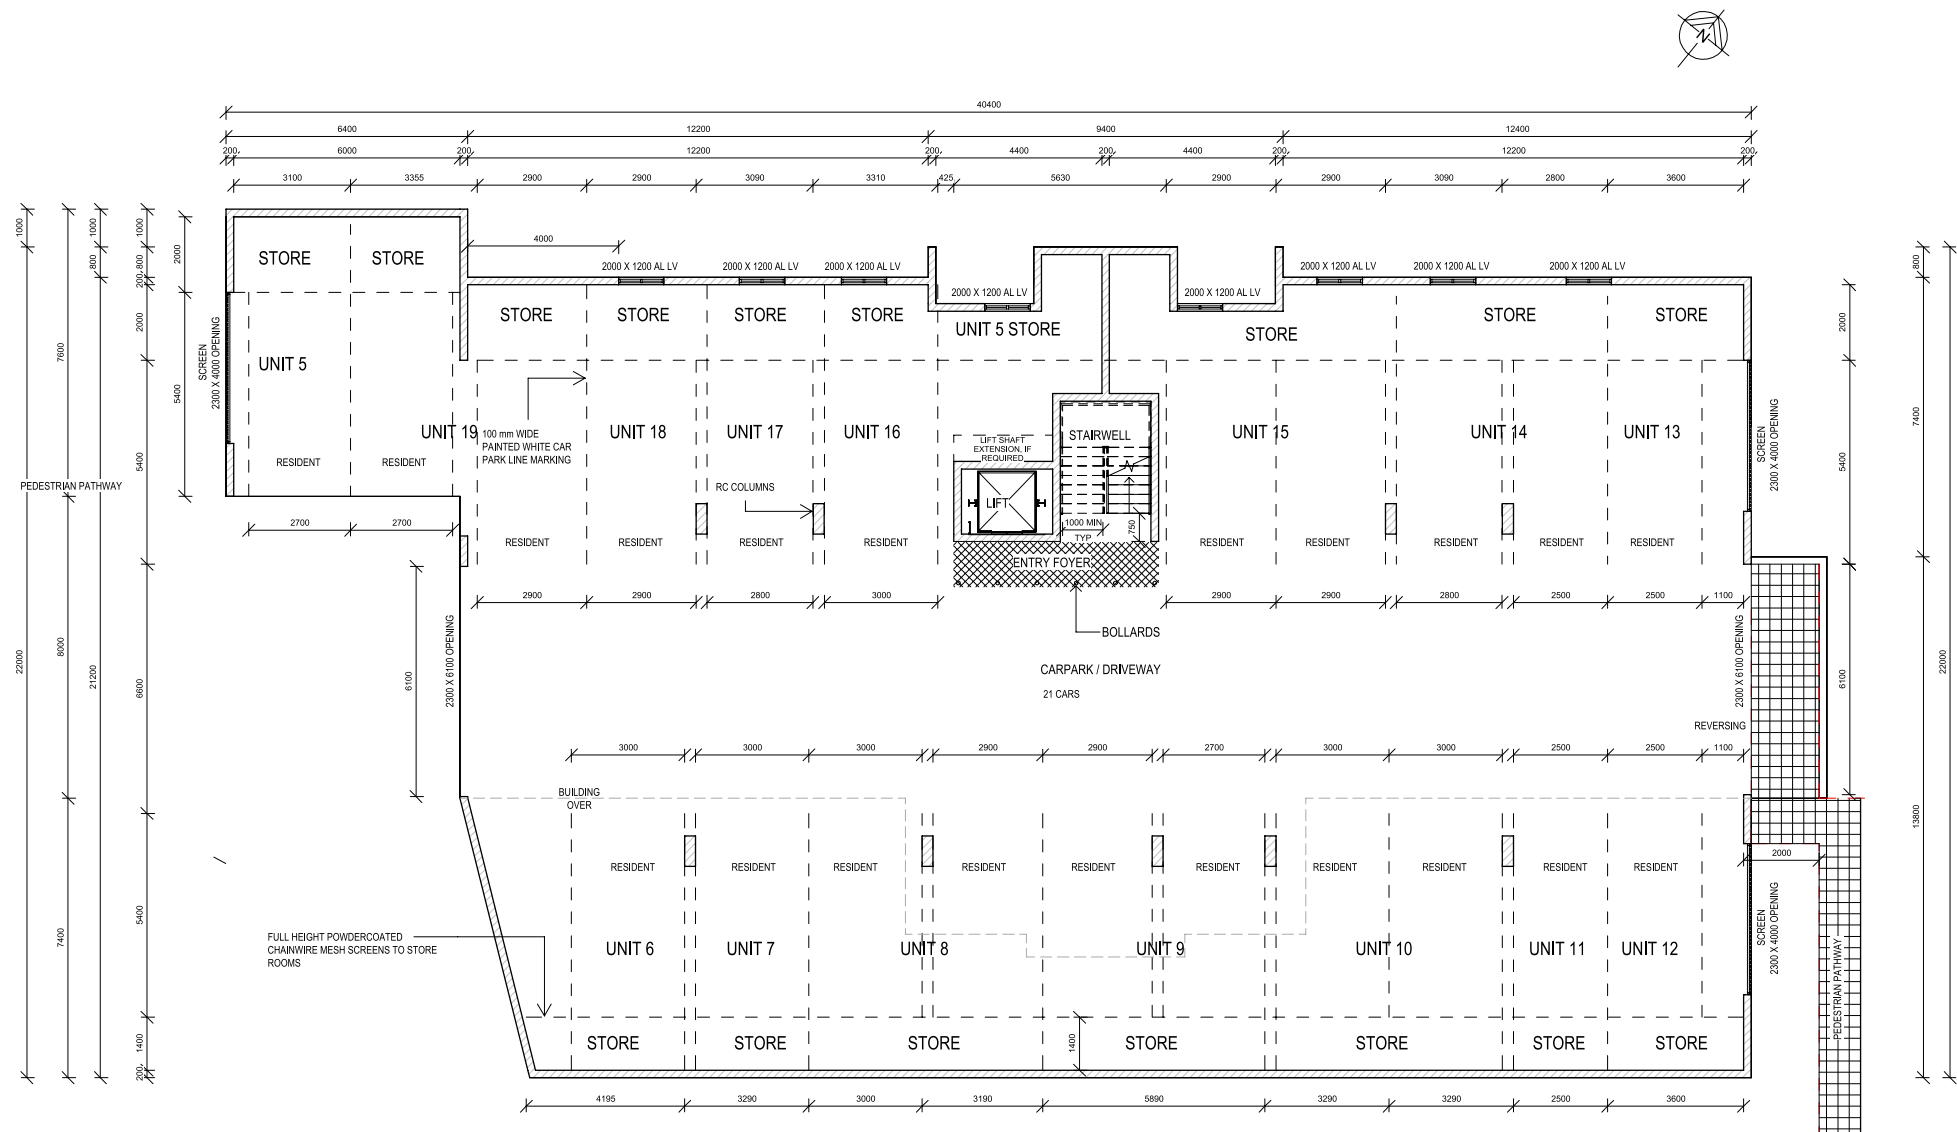 N
40400
6400 12200 9400 12400
200 6000 200 12200 200 4400 200 4400 200 12200 200
3100 3355 2900 2900 3090 3310 425 5630 2900 2900 3090 2800 3600
1000 1000 1000
800 800 200
2000
2000
7600
5400
5400
22000
8000
21200
6600
7400
5400
1400
200
PEDESTRIAN PATHWAY
SCREEN
2300 X 4000 OPENING
STORE STORE
UNIT 5
RESIDENT RESIDENT
2700 2700
4000
2000 X 1200 AL LV 2000 X 1200 AL LV 2000 X 1200 AL LV
2000 X 1200 AL LV 2000 X 1200 AL LV
2000 X 1200 AL LV 2000 X 1200 AL LV 2000 X 1200 AL LV
STORE STORE STORE STORE
UNIT 5 STORE
STORE
STORE STORE
UNIT 19 UNIT 18 UNIT 17 UNIT 16 UNIT 15 UNIT 14 UNIT 13
100 mm WIDE
PAINTED WHITE CAR
PARK LINE MARKING
RC COLUMNS
LIFT SHAFT
EXTENSION, IF
REQUIRED
STAIRWELL
LIFT
1000 MIN
TYP
750
ENTRY FOYER
RESIDENT RESIDENT RESIDENT RESIDENT RESIDENT RESIDENT RESIDENT RESIDENT RESIDENT
2900 2900 2800 3000 2900 2900 2800 2500 2500 1100
BOLLARDS
CARPARK / DRIVEWAY
21 CARS
6100
2300 X 6100 OPENING
2300 X 6100 OPENING
REVERSING
SCREEN
2300 X 4000 OPENING
800
2000
7400
5400
6100
22000
13800
3000 3000 3000 2900 2900 2700 3000 3000 2500 2500 1100
BUILDING
OVER
RESIDENT RESIDENT RESIDENT RESIDENT RESIDENT RESIDENT RESIDENT RESIDENT RESIDENT RESIDENT
2000
SCREEN
2300 X 4000 OPENING
PEDESTRIAN PATHWAY
FULL HEIGHT POWDERCOATED
CHAINWIRE MESH SCREENS TO STORE
ROOMS
UNIT 6 UNIT 7 UNIT 8 UNIT 9 UNIT 10 UNIT 11 UNIT 12
1400
STORE STORE STORE STORE STORE STORE STORE
4195 3290 3000 3190 5890 3290 3290 2500 3600